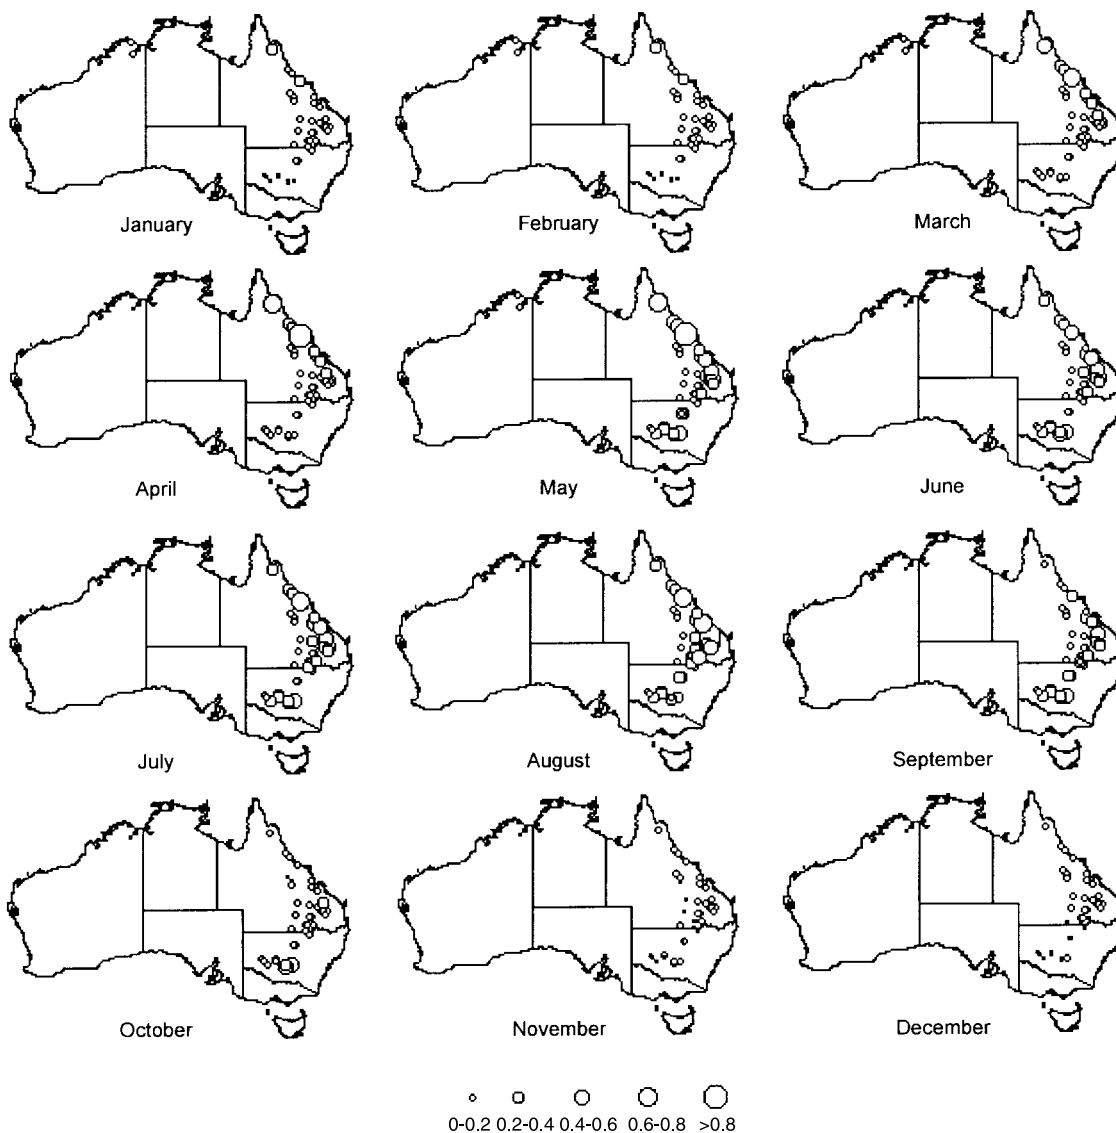 January February March
April May June
July August September
October November December
0-0.2 0.2-0.4 0.4-0.6 0.6-0.8 >0.8